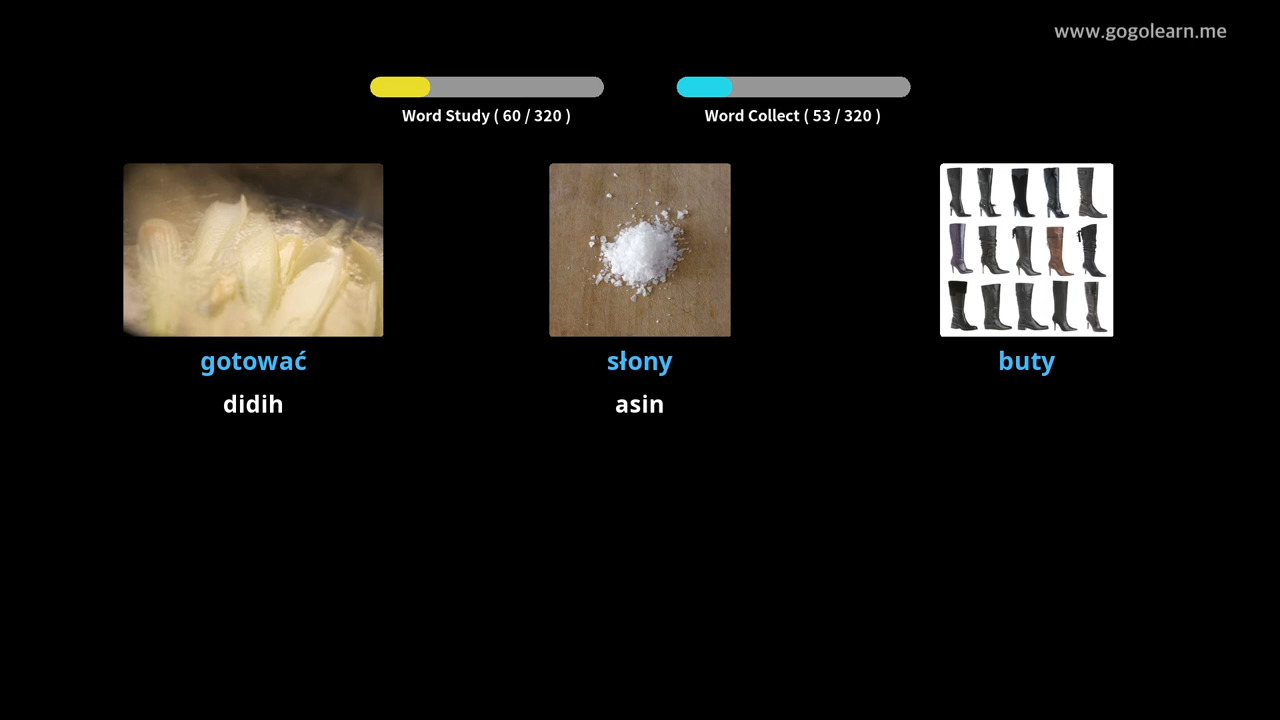 www.gogolearn.me
Word Study ( 60 / 320 )
Word Collect ( 53 / 320 )
gotować
słony
buty
didih
asin